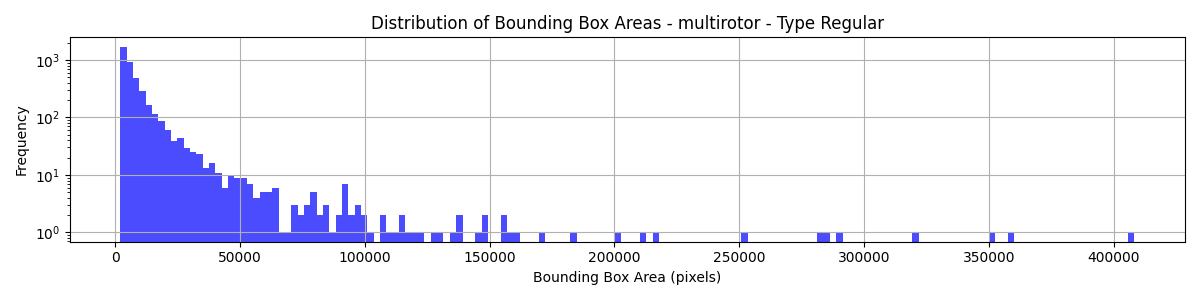 Distribution of Bounding Box Areas - multirotor - Type Regular
Frequency
10³
10²
10¹
10⁰
0 50000 100000 150000 200000 250000 300000 350000 400000
Bounding Box Area (pixels)